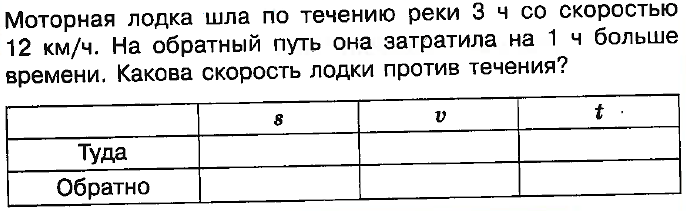 Моторная лодка шла по течению реки 3 ч со скоростью
12 км/ч. На обратный путь она затратила на 1 ч больше
времени. Какова скорость лодки против течения?
s v t
Туда
Обратно